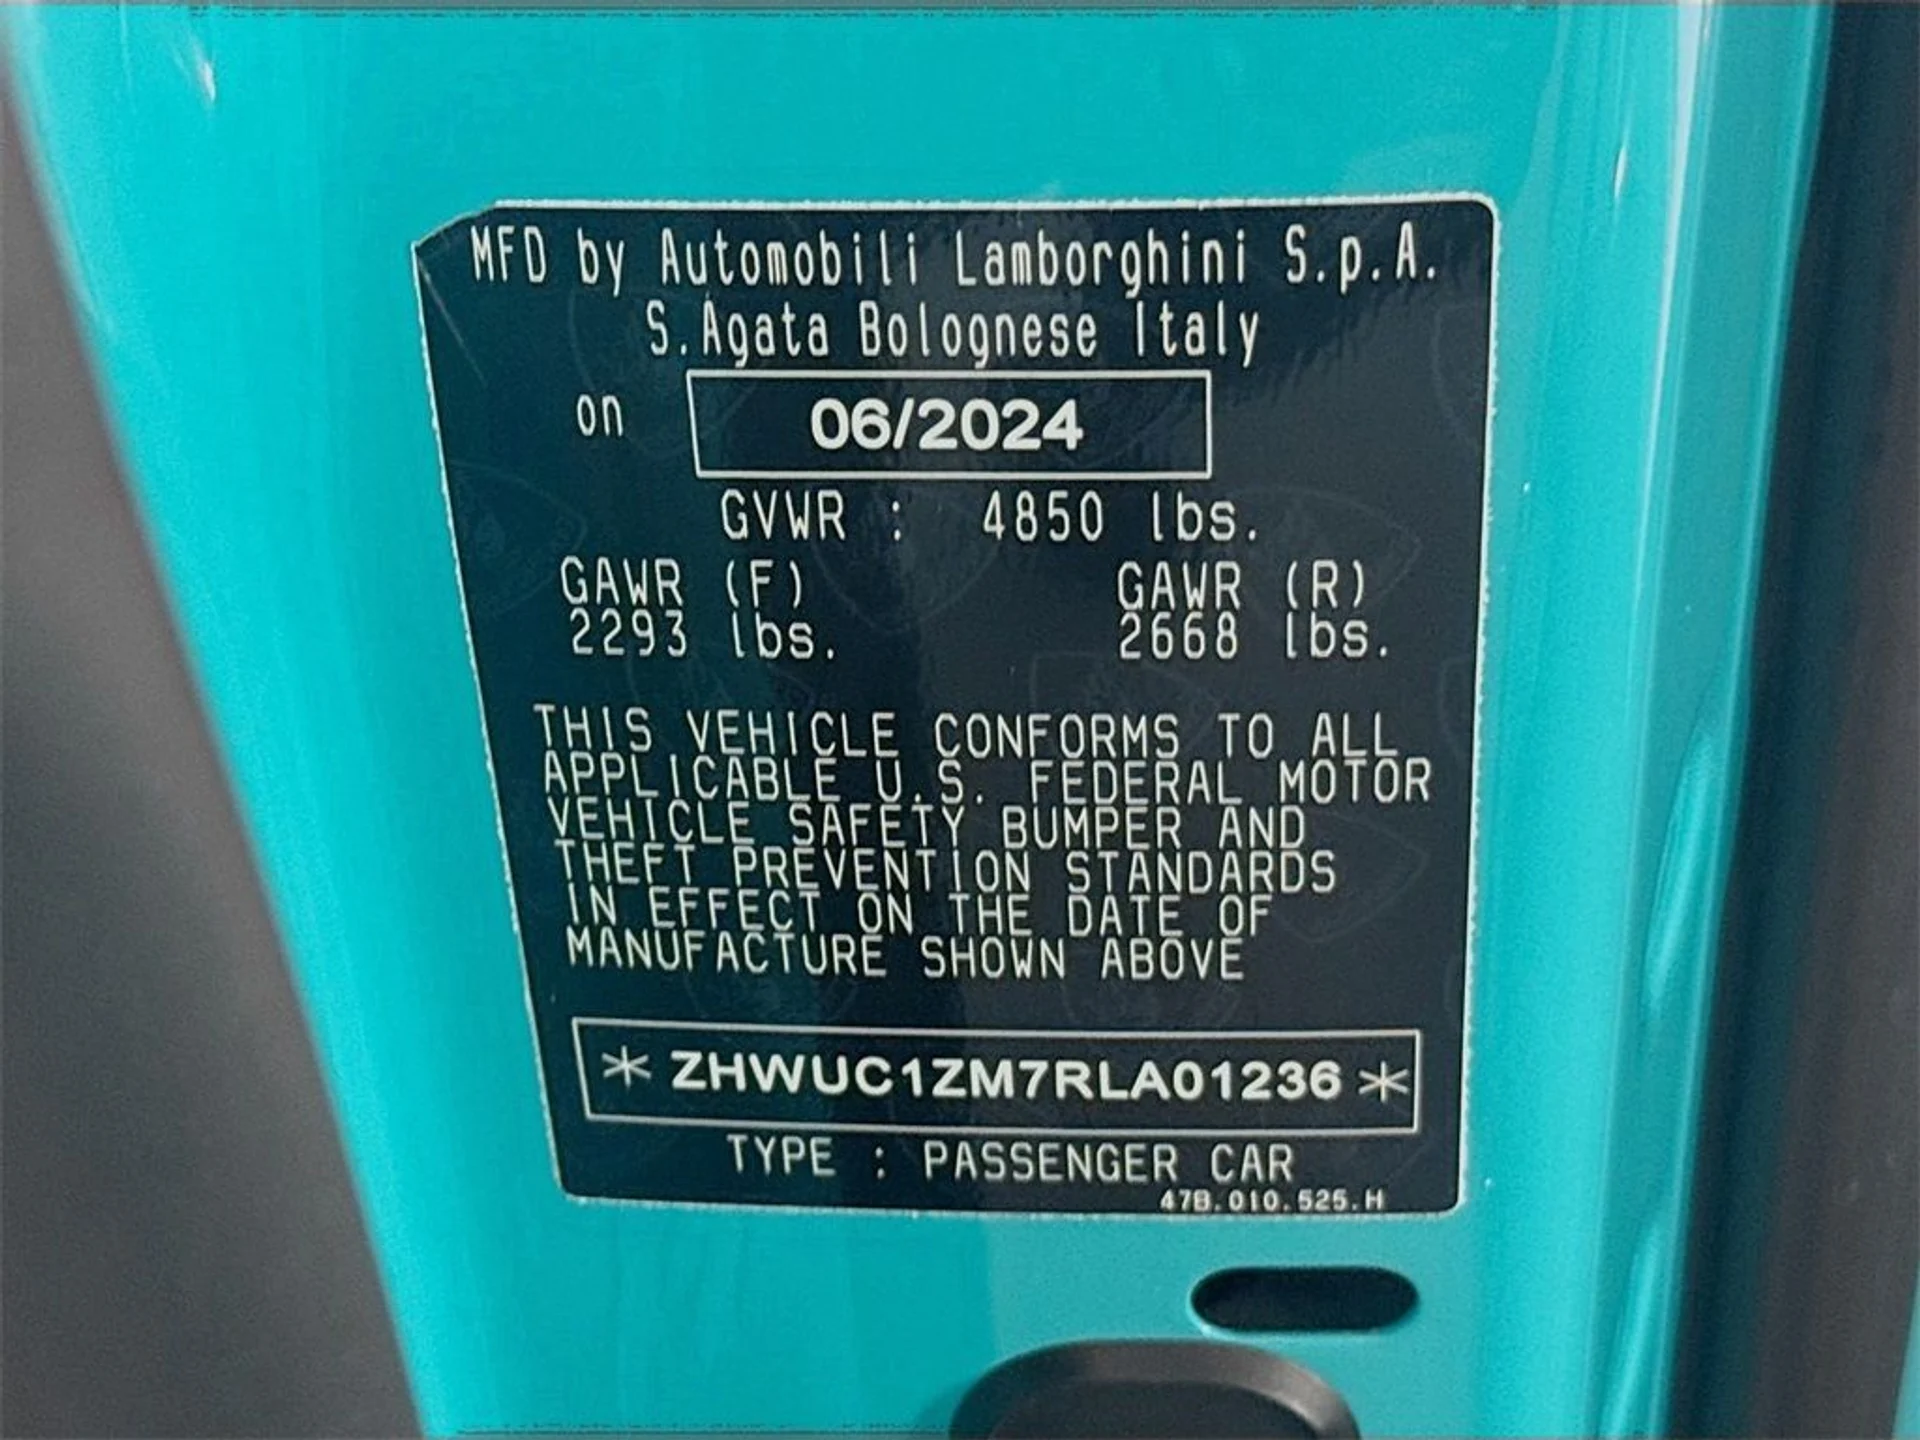 MFD by Automobili Lamborghini S.p.A.
S.Agata Bolognese Italy
on 06/2024
GVWR : 4850 lbs.
GAWR (F) GAWR (R)
2293 lbs. 2668 lbs.
THIS VEHICLE CONFORMS TO ALL
APPLICABLE U.S. FEDERAL MOTOR
VEHICLE SAFETY BUMPER AND
THEFT PREVENTION STANDARDS
IN EFFECT ON THE DATE OF
MANUFACTURE SHOWN ABOVE
* ZHWUC1ZM7RLA01236 *
TYPE : PASSENGER CAR
47B.010.525.H